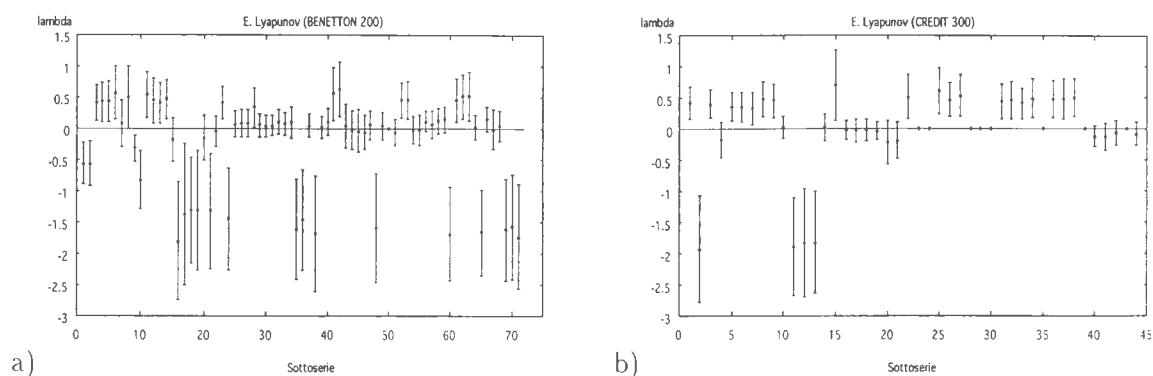 E. Lyapunov (BENETTON 200)
lambda
1.5
1
0.5
0
-0.5
-1
-1.5
-2
-2.5
-3
0 10 20 30 40 50 60 70
Sottoserie
a)
E. Lyapunov (CREDIT 300)
lambda
1.5
1
0.5
0
-0.5
-1
-1.5
-2
-2.5
-3
0 5 10 15 20 25 30 35 40 45
Sottoserie
b)